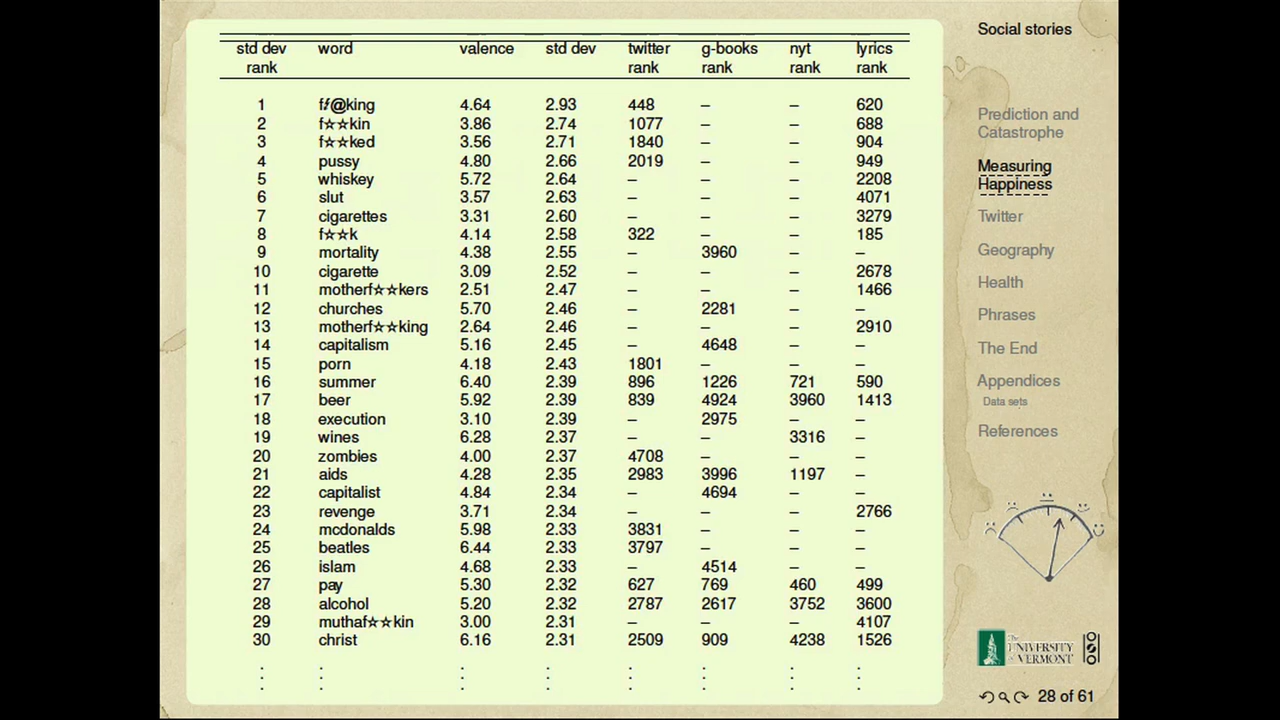 std dev word valence std dev twitter g-books nyt lyrics
rank rank rank rank rank
1 f⚡@king 4.64 2.93 448 – – 620
2 f☆☆kin 3.86 2.74 1077 – – 688
3 f☆☆ked 3.56 2.71 1840 – – 904
4 pussy 4.80 2.66 2019 – – 949
5 whiskey 5.72 2.64 – – – 2208
6 slut 3.57 2.63 – – – 4071
7 cigarettes 3.31 2.60 – – – 3279
8 f☆☆k 4.14 2.58 322 – – 185
9 mortality 4.38 2.55 – 3960 – –
10 cigarette 3.09 2.52 – – – 2678
11 motherf☆☆kers 2.51 2.47 – – – 1466
12 churches 5.70 2.46 – 2281 – –
13 motherf☆☆king 2.64 2.46 – – – 2910
14 capitalism 5.16 2.45 – 4648 – –
15 porn 4.18 2.43 1801 – – –
16 summer 6.40 2.39 896 1226 721 590
17 beer 5.92 2.39 839 4924 3960 1413
18 execution 3.10 2.39 – 2975 – –
19 wines 6.28 2.37 – – 3316 –
20 zombies 4.00 2.37 4708 – – –
21 aids 4.28 2.35 2983 3996 1197 –
22 capitalist 4.84 2.34 – 4694 – –
23 revenge 3.71 2.34 – – – 2766
24 mcdonalds 5.98 2.33 3831 – – –
25 beatles 6.44 2.33 3797 – – –
26 islam 4.68 2.33 – 4514 – –
27 pay 5.30 2.32 627 769 460 499
28 alcohol 5.20 2.32 2787 2617 3752 3600
29 muthaf☆☆kin 3.00 2.31 – – – 4107
30 christ 6.16 2.31 2509 909 4238 1526
Social stories
Prediction and
Catastrophe
Measuring
Happiness
Twitter
Geography
Health
Phrases
The End
Appendices
Data sets
References
The
UNIVERSITY
of VERMONT
28 of 61